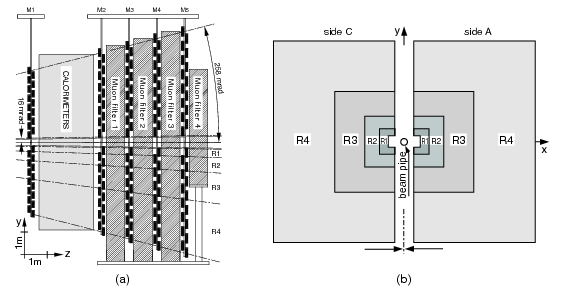 M1
M2
M3
M4
M5
16 mrad
258 mrad
CALORIMETERS
Muon filter 1
Muon filter 2
Muon filter 3
Muon filter 4
R1
R2
R3
R4
y
1m
1m
z
(a)
side C
y
side A
R4
R3
R2
R1
R1
R2
R3
R4
x
beam pipe
(b)